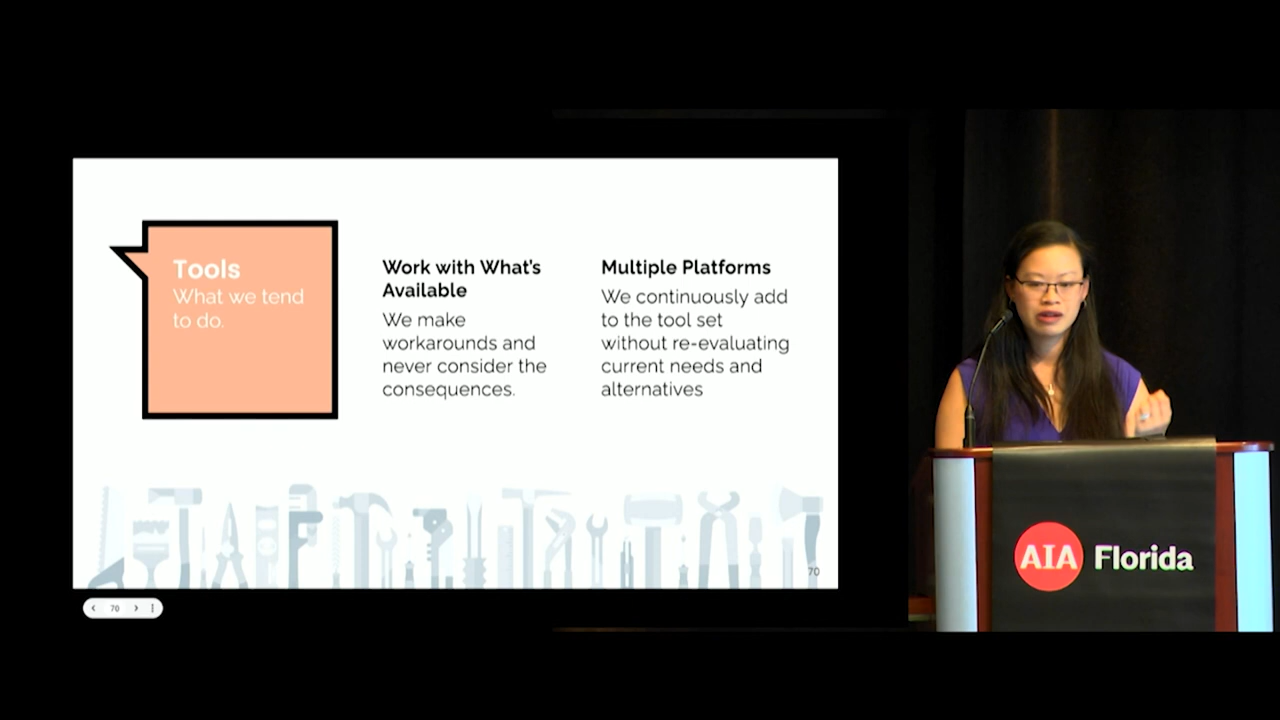 Tools
What we tend
to do.
Work with What's
Available
We make
workarounds and
never consider the
consequences.
Multiple Platforms
We continuously add
to the tool set
without re-evaluating
current needs and
alternatives
70
70
AIA Florida